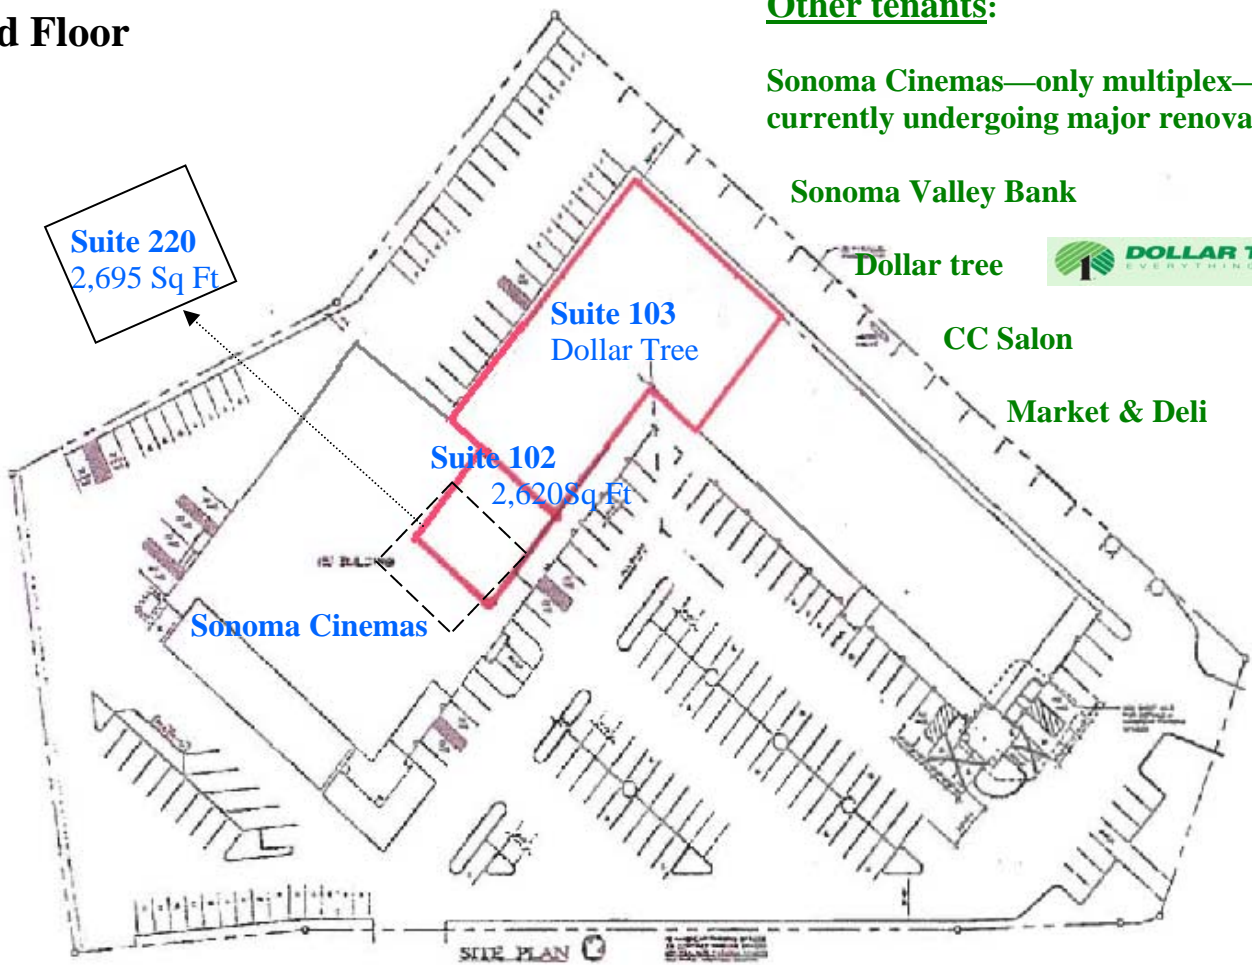 d Floor
Other tenants:
Sonoma Cinemas—only multiplex—
currently undergoing major renova
Sonoma Valley Bank
Dollar tree
DOLLAR T
EVERYTHING
CC Salon
Market & Deli
Suite 220
2,695 Sq Ft
Suite 103
Dollar Tree
Suite 102
2,620Sq Ft
BUILDING
Sonoma Cinemas
SITE PLAN